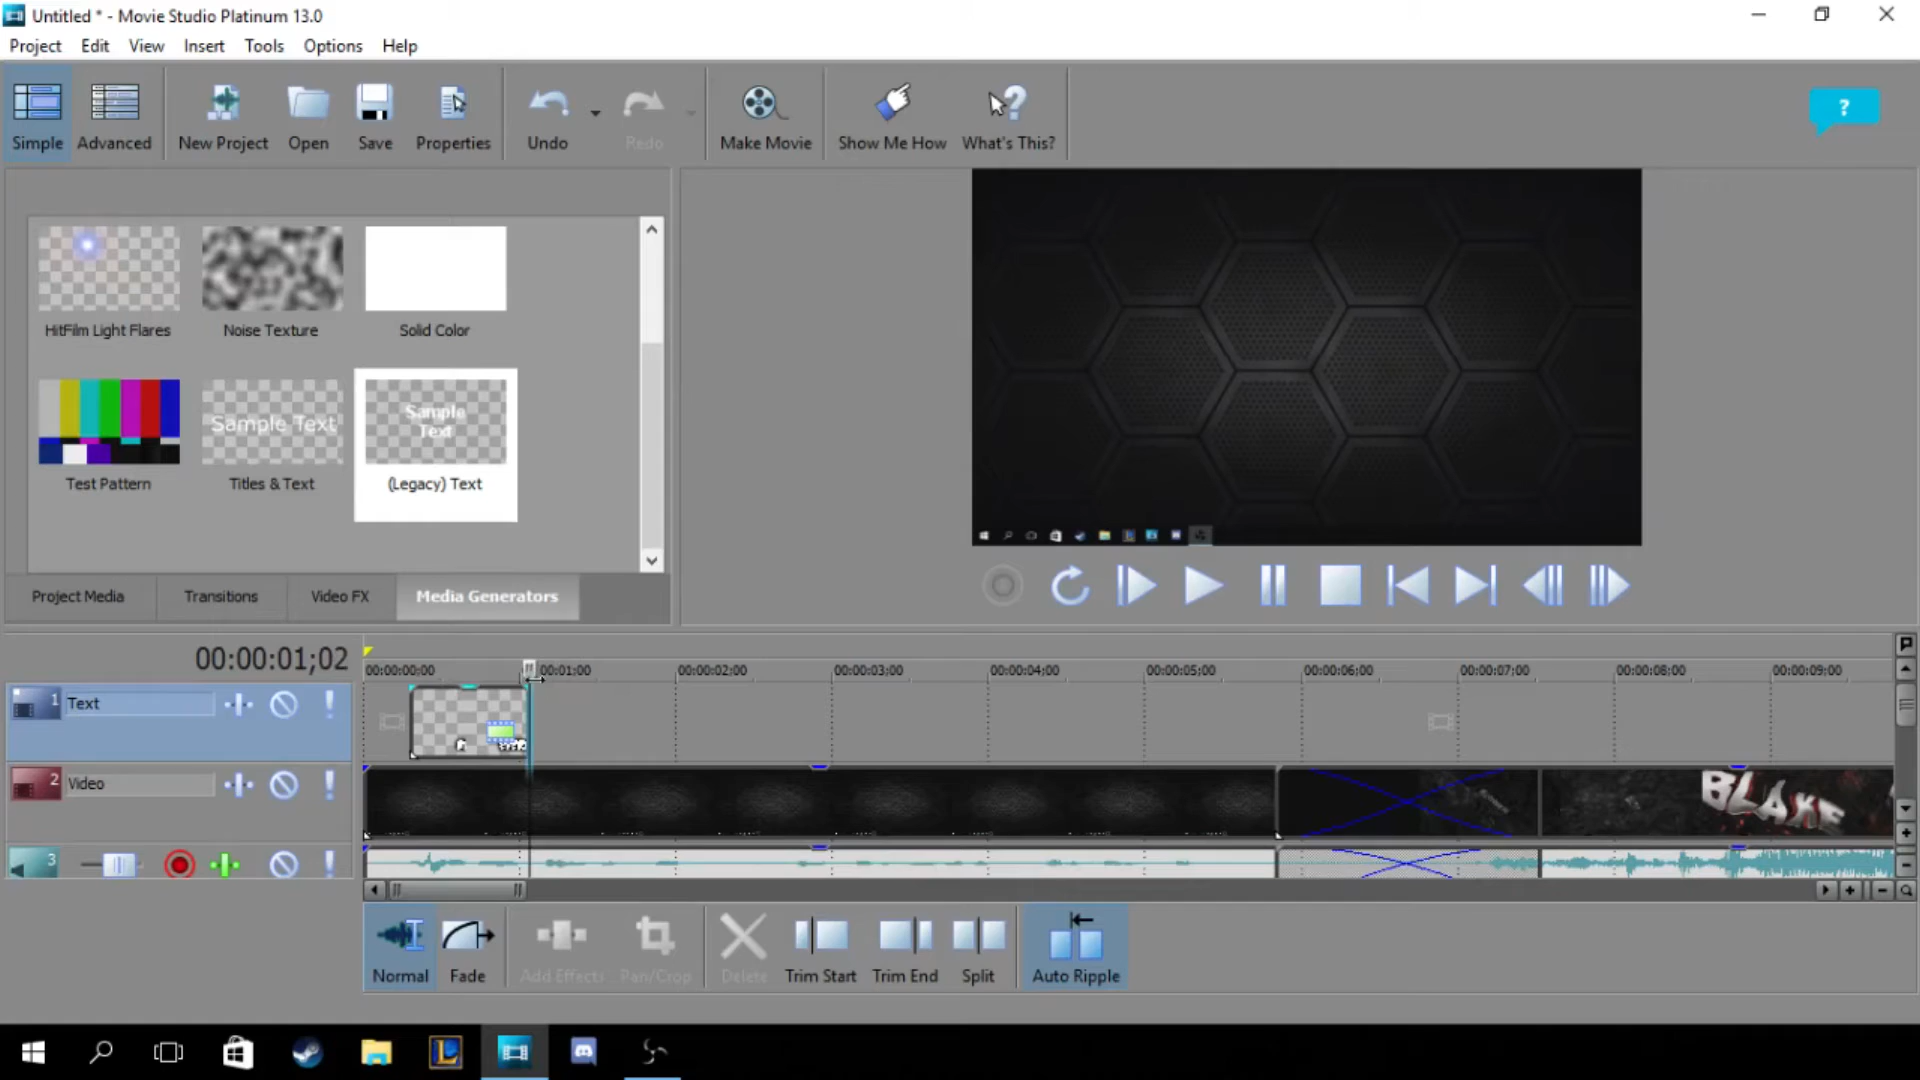 Untitled * - Movie Studio Platinum 13.0
Project Edit View Insert Tools Options Help
Simple Advanced New Project Open Save Properties Undo Redo Make Movie Show Me How What's This?
?
HitFilm Light Flares Noise Texture Solid Color
Sample Text
Sample
Text
Test Pattern Titles & Text (Legacy) Text
Project Media Transitions Video FX Media Generators
00:00:01;02
00:00:00;00 00:01;00 00:00:02;00 00:00:03;00 00:00:04;00 00:00:05;00 00:00:06;00 00:00:07;00 00:00:08;00 00:00:09;00
1 Text
2 Video
BLAKE
3
Normal Fade Add Effects Pan/Crop Delete Trim Start Trim End Split Auto Ripple